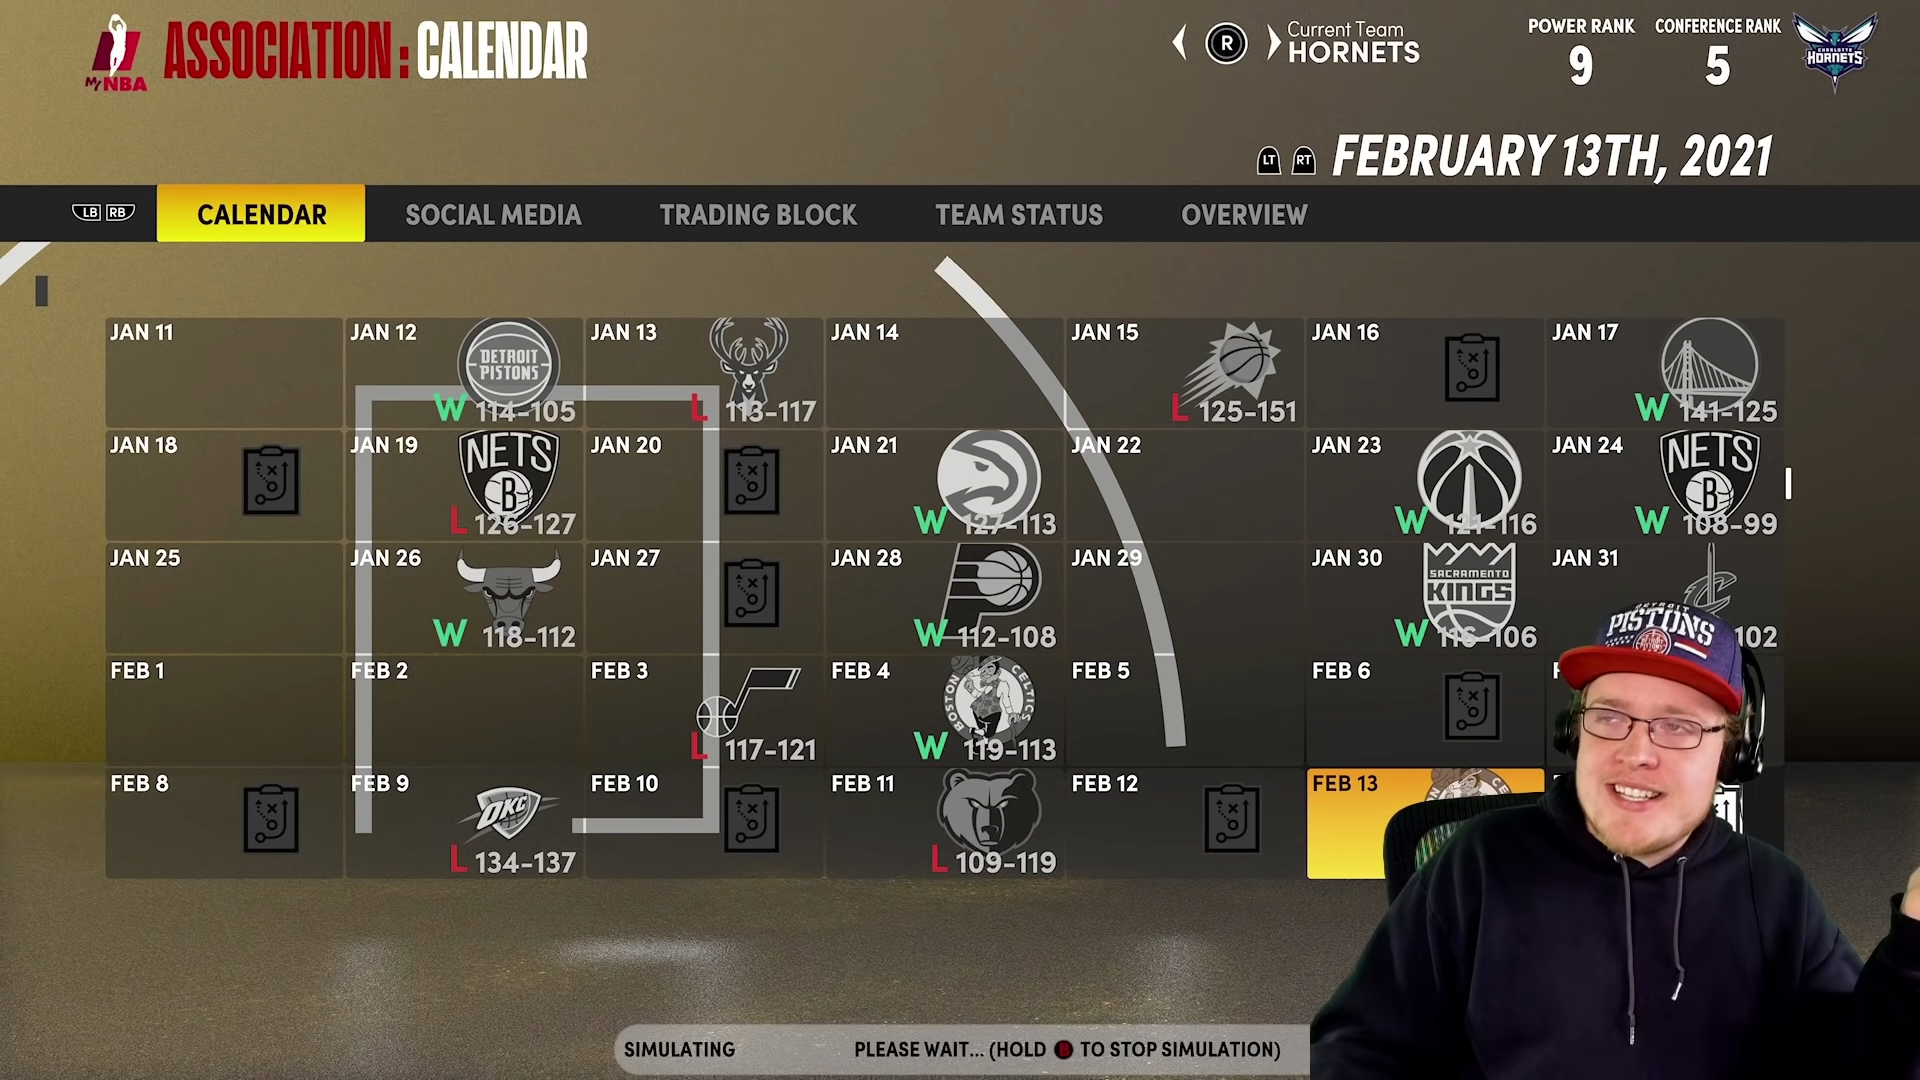 My NBA
ASSOCIATION: CALENDAR
R
Current Team
HORNETS
POWER RANK
9
CONFERENCE RANK
5
CHARLOTTE
HORNETS
LT RT FEBRUARY 13TH, 2021
LB RB CALENDAR SOCIAL MEDIA TRADING BLOCK TEAM STATUS OVERVIEW
JAN 11
JAN 12 DETROIT PISTONS W 114-105
JAN 13 L 113-117
JAN 14
JAN 15 L 125-151
JAN 16
JAN 17 W 141-125
JAN 18
JAN 19 NETS B L 126-127
JAN 20
JAN 21 W 127-113
JAN 22
JAN 23 W 121-116
JAN 24 NETS B W 108-99
JAN 25
JAN 26 W 118-112
JAN 27
JAN 28 W 112-108
JAN 29
JAN 30 SACRAMENTO KINGS W 116-106
JAN 31 102
FEB 1
FEB 2
FEB 3 L 117-121
FEB 4 BOSTON CELTICS W 119-113
FEB 5
FEB 6
FEB 8
FEB 9 OKC L 134-137
FEB 10
FEB 11 L 109-119
FEB 12
FEB 13
DETROIT
PISTONS
SIMULATING PLEASE WAIT... (HOLD B TO STOP SIMULATION)